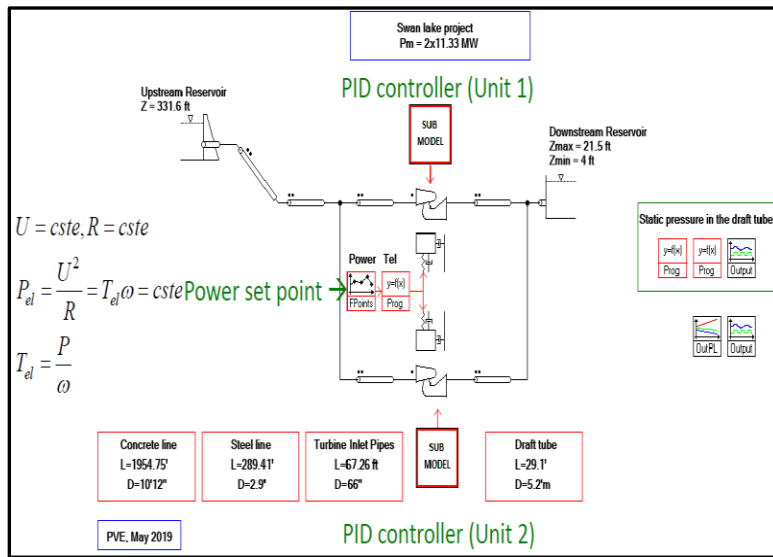 Swan lake project
Pm = 2x11.33 MW
PID controller (Unit 1)
Upstream Reservoir
Z = 331.6 ft
SUB
MODEL
Downstream Reservoir
Zmax = 21.5 ft
Zmin = 4 ft
U = cste, R = cste
P_el = U²/R = T_el ω = cste
T_el = P/ω
Power set point →
Power Tel
FPoints
y=f(x)
Prog
Static pressure in the draft tube
y=f(x) y=f(x)
Prog Prog Output
OutPL Output
Concrete line
L=1954.75'
D=10'12"
Steel line
L=289.41'
D=2.9'
Turbine Inlet Pipes
L=67.26 ft
D=66"
SUB
MODEL
Draft tube
L=29.1'
D=5.2'm
PVE, May 2019
PID controller (Unit 2)